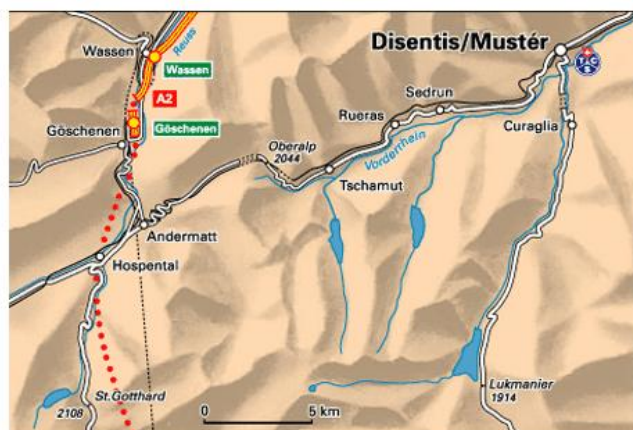 Wassen
Reuss
Wassen
A2
Göschenen
Göschenen
Disentis/Mustér
TCS
Sedrun
Rueras
Curaglia
Oberalp
2044
Vorderrhein
Tschamut
Andermatt
Hospental
St.Gotthard
2108
0
5 km
Lukmanier
1914